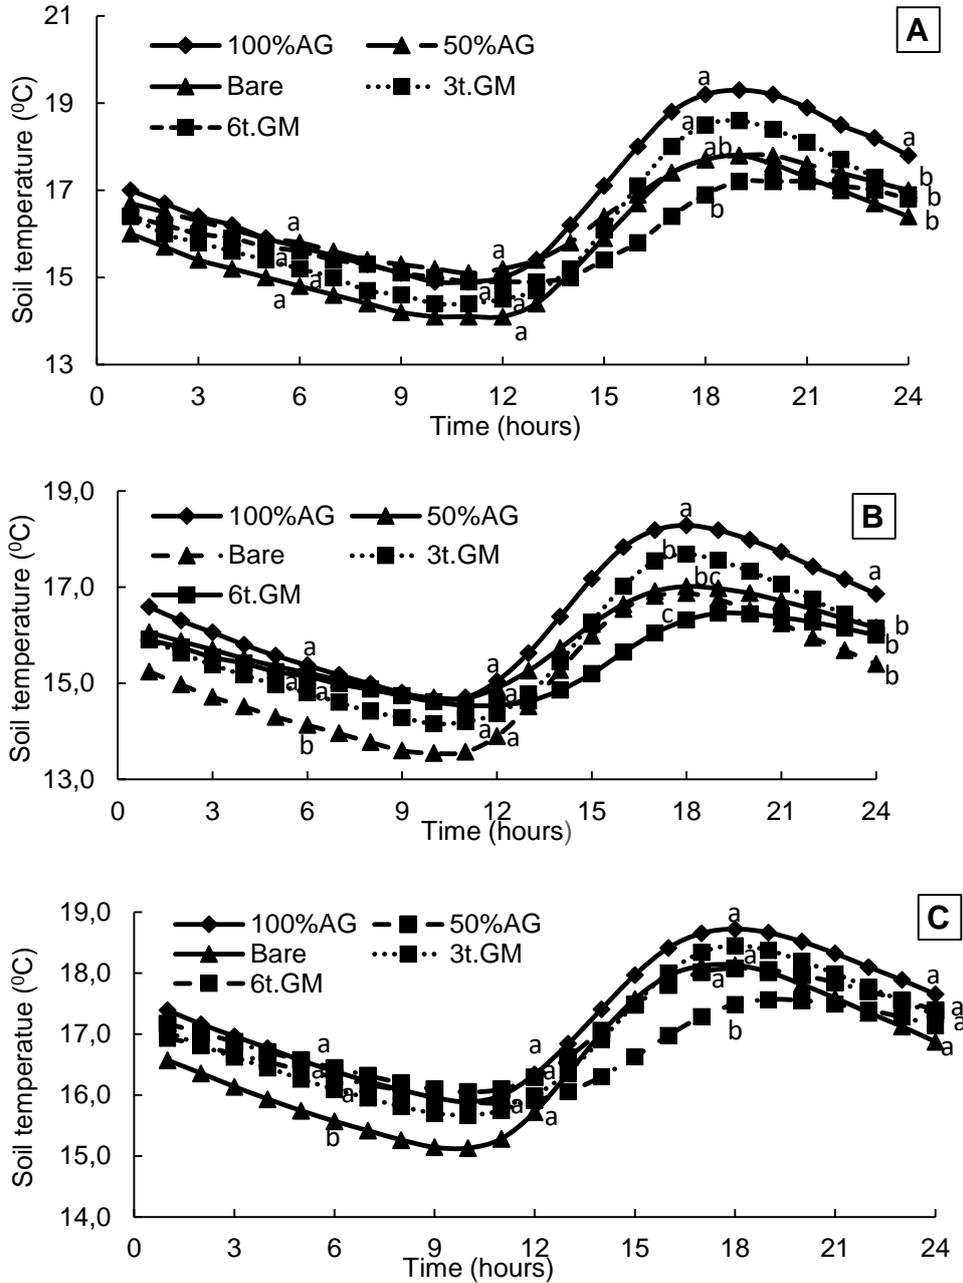 21
A
100%AG 50%AG
Bare 3t.GM
6t.GM
19
17
15
13
a
a
a
ab
b
b
b
b
a
a
a
a
a
a
a
a
Soil temperature (⁰C)
0 3 6 9 12 15 18 21 24
Time (hours)
19,0
B
100%AG 50%AG
Bare 3t.GM
6t.GM
17,0
15,0
13,0
a
b
bc
c
a
b
b
b
a
a
a
b
a
a
a
a
Soil temperature (⁰C)
0 3 6 9 12 15 18 21 24
Time (hours)
19,0
C
100%AG 50%AG
Bare 3t.GM
6t.GM
18,0
17,0
16,0
15,0
14,0
a
a
a
b
a
a
a
a
a
a
a
b
a
a
a
a
Soil temperatue (⁰C)
0 3 6 9 12 15 18 21 24
Time (hours)